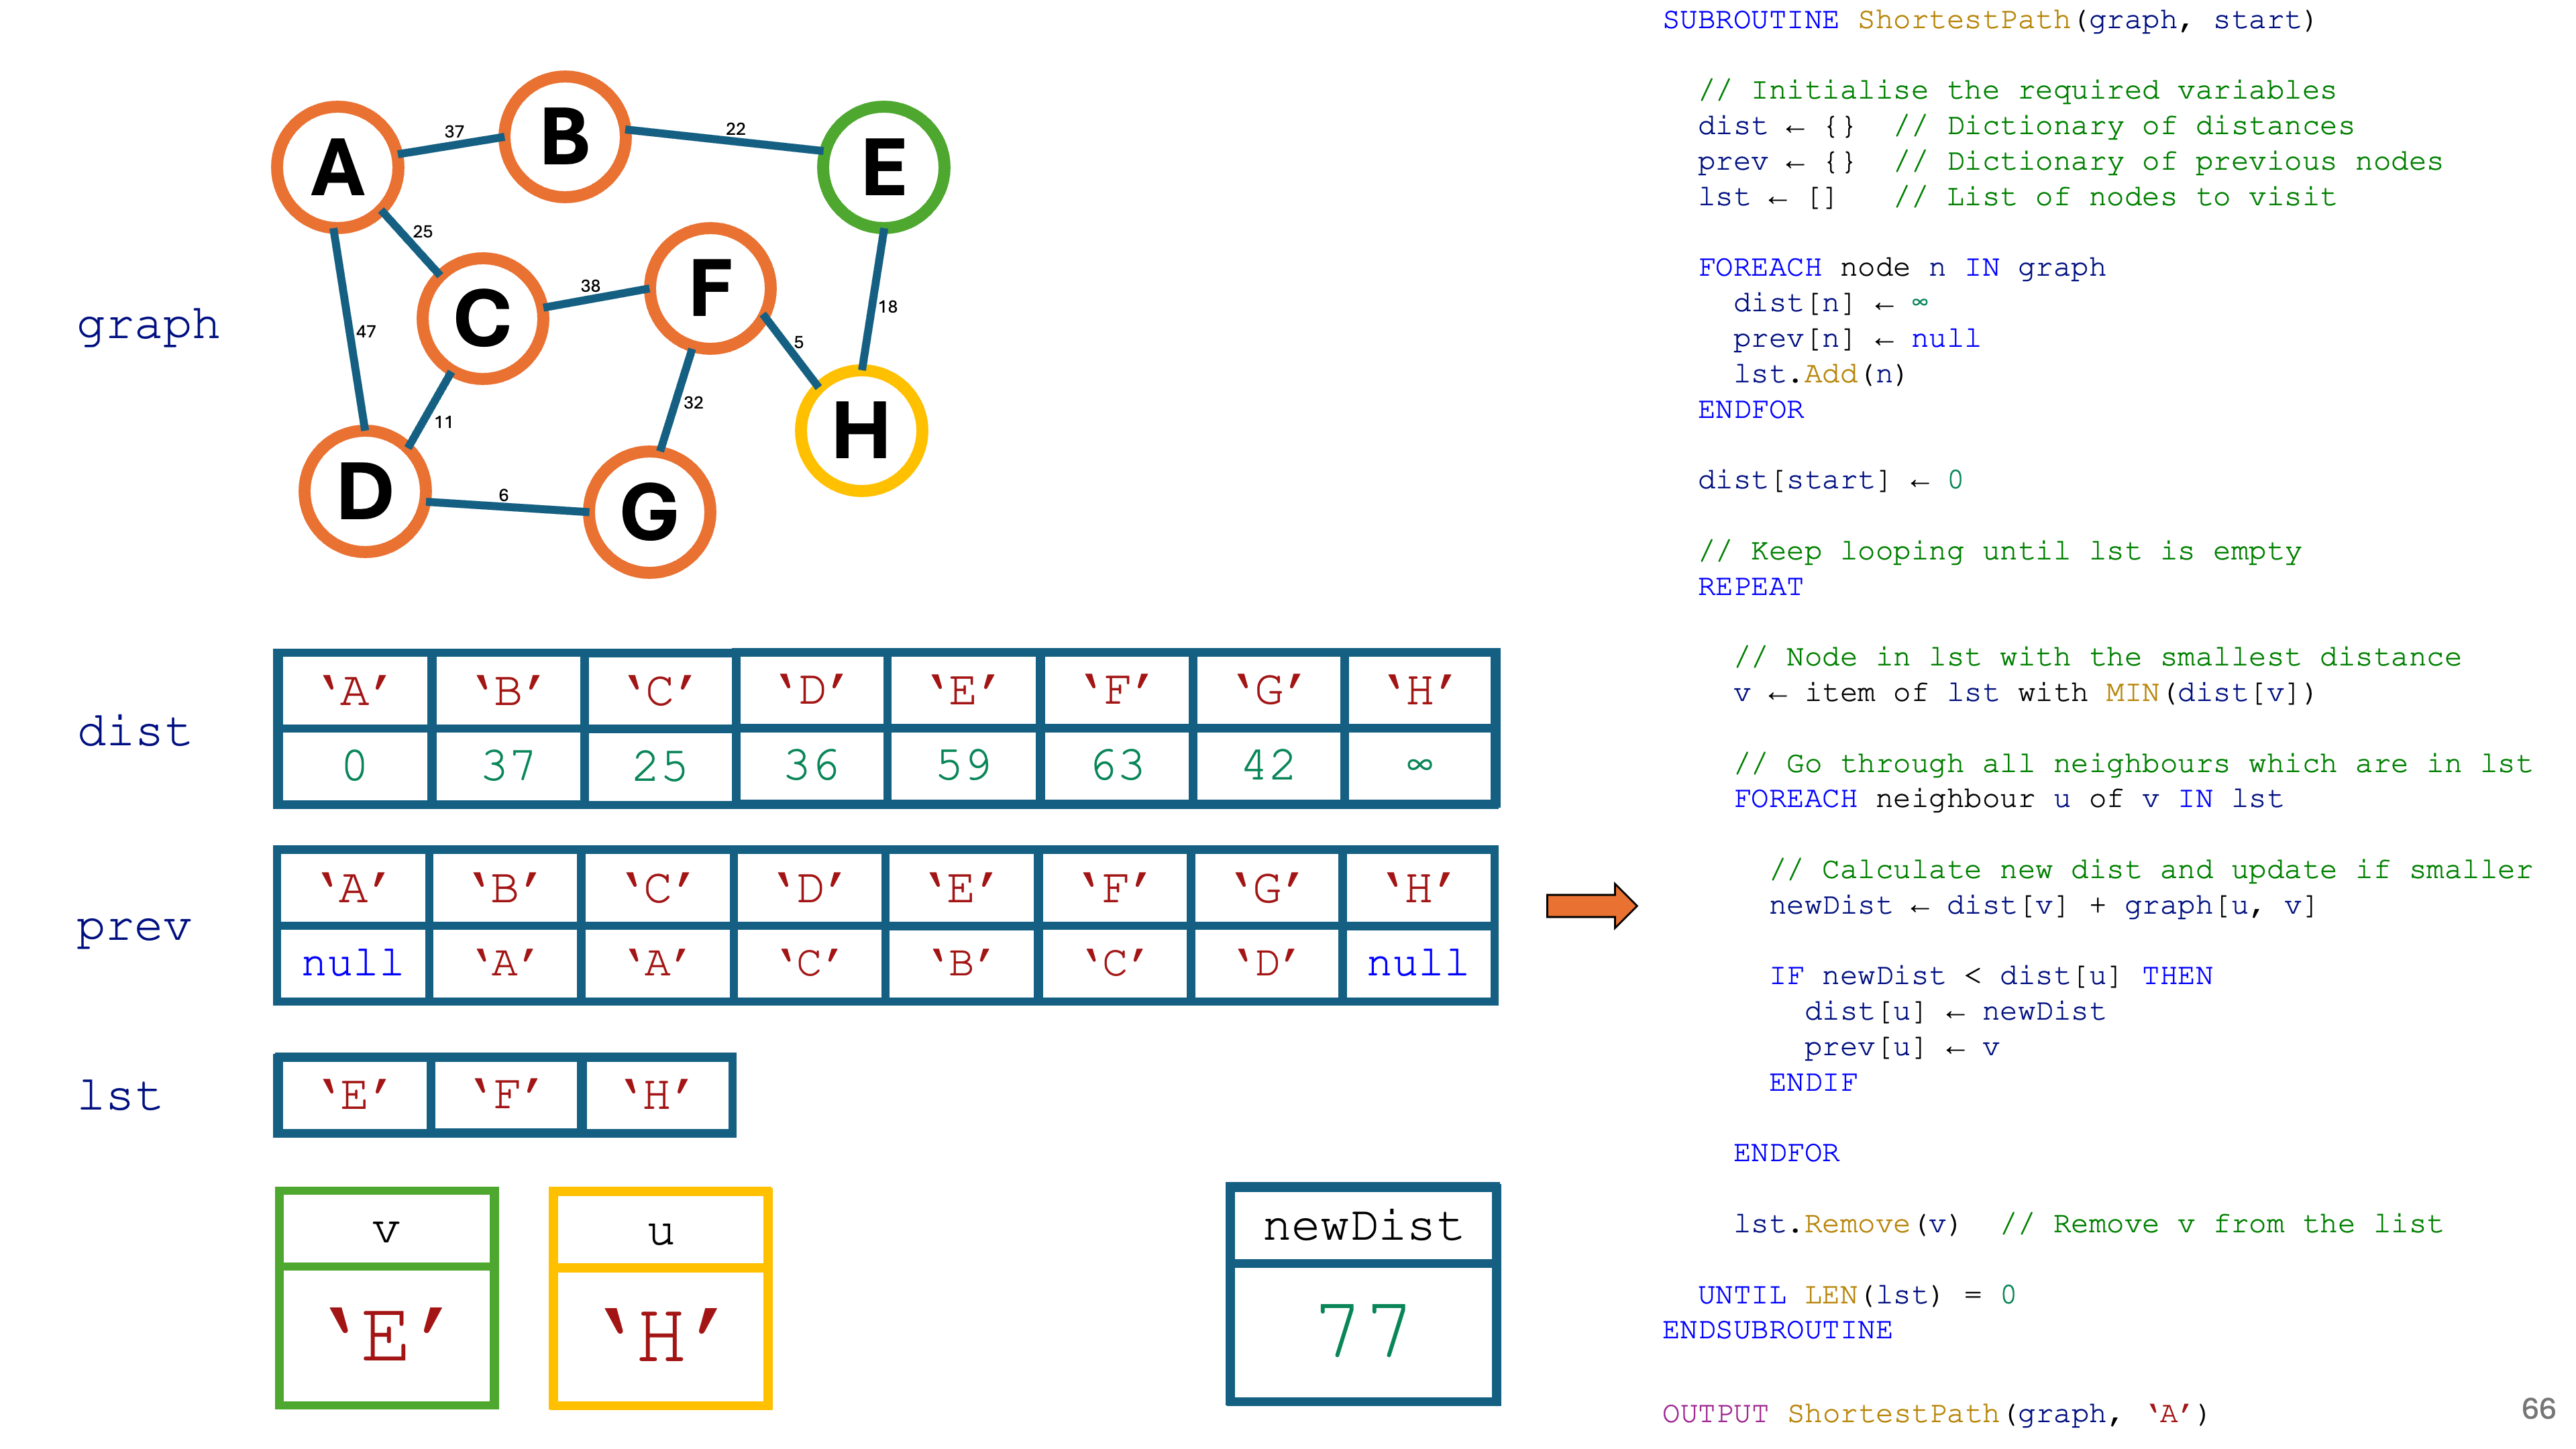 graph
A
B
C
D
E
F
G
H
37
22
25
38
47
18
5
11
32
6
dist
‘A’ ‘B’ ‘C’ ‘D’ ‘E’ ‘F’ ‘G’ ‘H’
0 37 25 36 59 63 42 ∞
prev
‘A’ ‘B’ ‘C’ ‘D’ ‘E’ ‘F’ ‘G’ ‘H’
null ‘A’ ‘A’ ‘C’ ‘B’ ‘C’ ‘D’ null
lst
‘E’ ‘F’ ‘H’
v
‘E’
u
‘H’
newDist
77
SUBROUTINE ShortestPath(graph, start)
// Initialise the required variables
dist ← {} // Dictionary of distances
prev ← {} // Dictionary of previous nodes
lst ← [] // List of nodes to visit
FOREACH node n IN graph
dist[n] ← ∞
prev[n] ← null
lst.Add(n)
ENDFOR
dist[start] ← 0
// Keep looping until lst is empty
REPEAT
// Node in lst with the smallest distance
v ← item of lst with MIN(dist[v])
// Go through all neighbours which are in lst
FOREACH neighbour u of v IN lst
// Calculate new dist and update if smaller
newDist ← dist[v] + graph[u, v]
IF newDist < dist[u] THEN
dist[u] ← newDist
prev[u] ← v
ENDIF
ENDFOR
lst.Remove(v) // Remove v from the list
UNTIL LEN(lst) = 0
ENDSUBROUTINE
OUTPUT ShortestPath(graph, ‘A’)
66